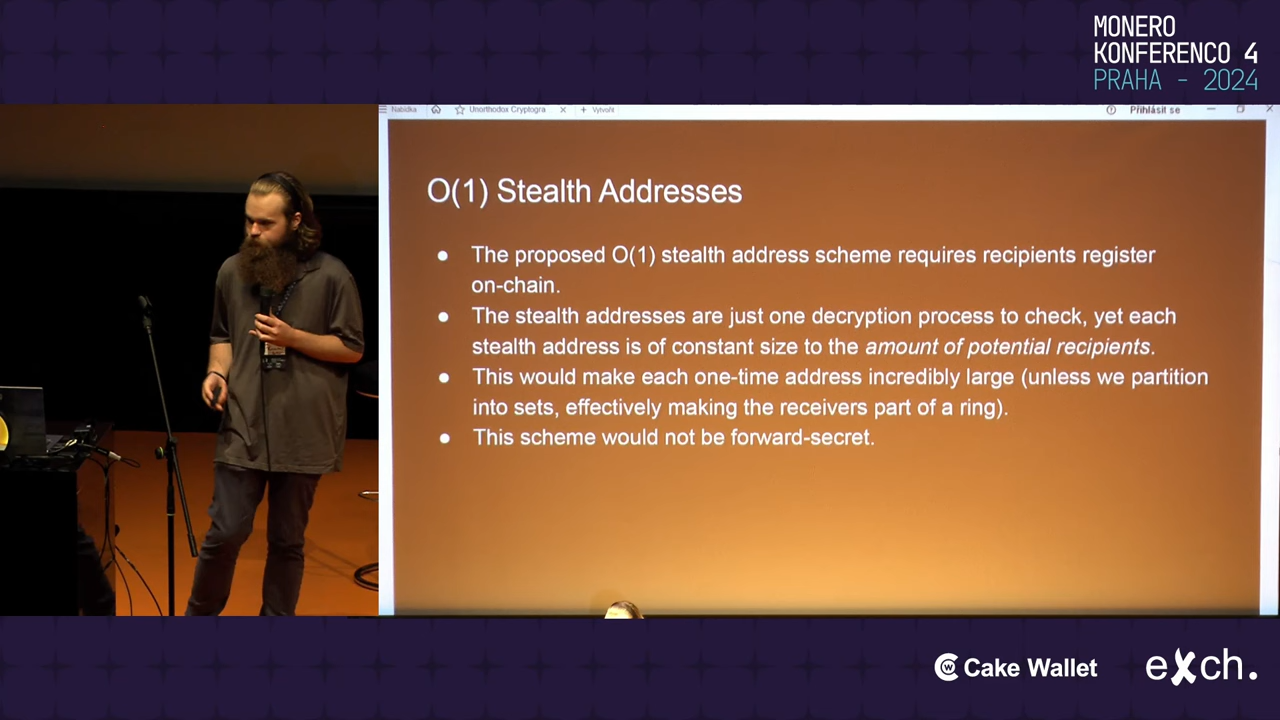 MONERO
KONFERENCO 4
PRAHA - 2024
Nabídka
Unorthodox Cryptogra ...
+ Vytvořit
Přihlásit se
O(1) Stealth Addresses
● The proposed O(1) stealth address scheme requires recipients register
on-chain.
● The stealth addresses are just one decryption process to check, yet each
stealth address is of constant size to the amount of potential recipients.
● This would make each one-time address incredibly large (unless we partition
into sets, effectively making the receivers part of a ring).
● This scheme would not be forward-secret.
Cake Wallet
exch.